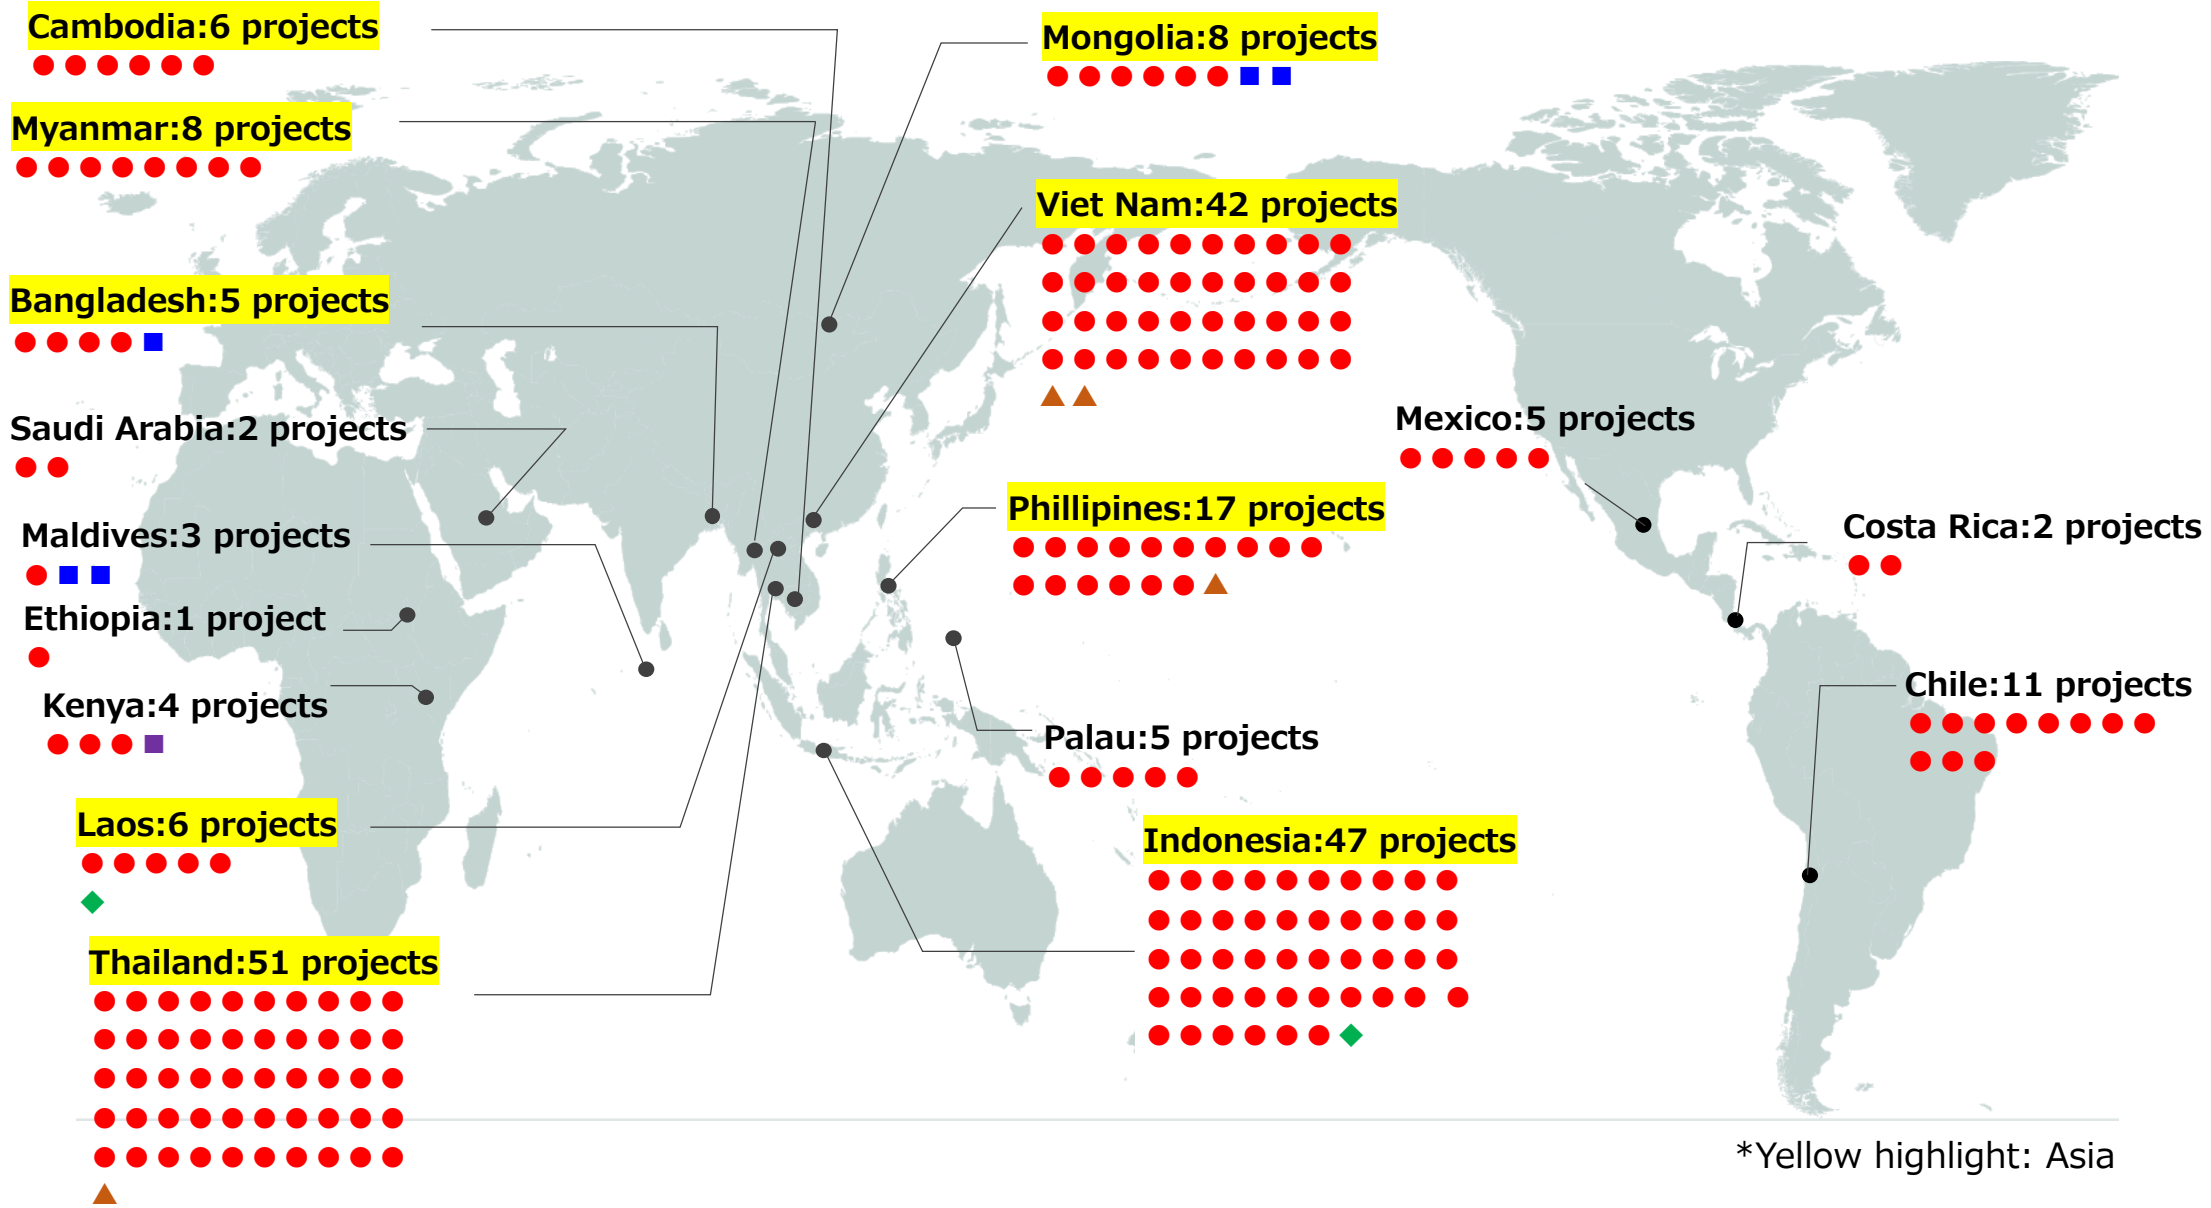 Cambodia:6 projects
Mongolia:8 projects
Myanmar:8 projects
Viet Nam:42 projects
Bangladesh:5 projects
Saudi Arabia:2 projects
Mexico:5 projects
Phillipines:17 projects
Maldives:3 projects
Costa Rica:2 projects
Ethiopia:1 project
Kenya:4 projects
Chile:11 projects
Palau:5 projects
Laos:6 projects
Indonesia:47 projects
Thailand:51 projects
*Yellow highlight: Asia